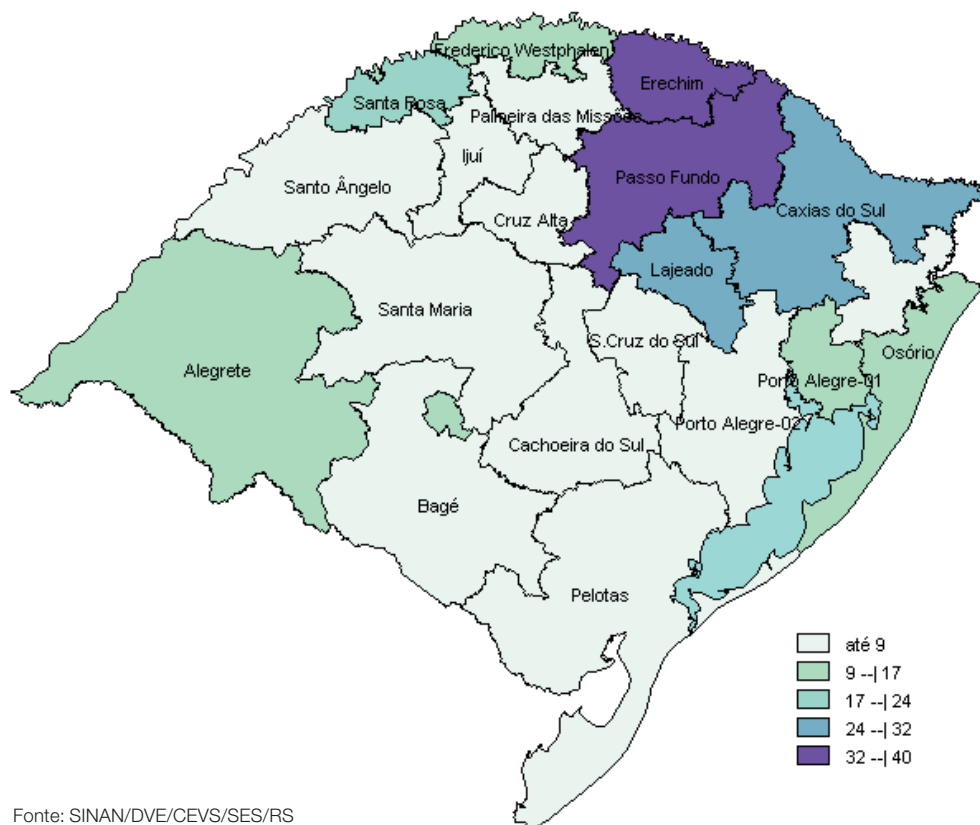 Frederico Westphalen
Erechim
Santa Rosa
Palmeira das Missões
Ijuí
Passo Fundo
Santo Ângelo
Cruz Alta
Caxias do Sul
Lajeado
Santa Maria
S.Cruz do Sul
Osório
Alegrete
Porto Alegre-01
Porto Alegre-027
Cachoeira do Sul
Bagé
Pelotas
até 9
9 --| 17
17 --| 24
24 --| 32
32 --| 40
Fonte: SINAN/DVE/CEVS/SES/RS